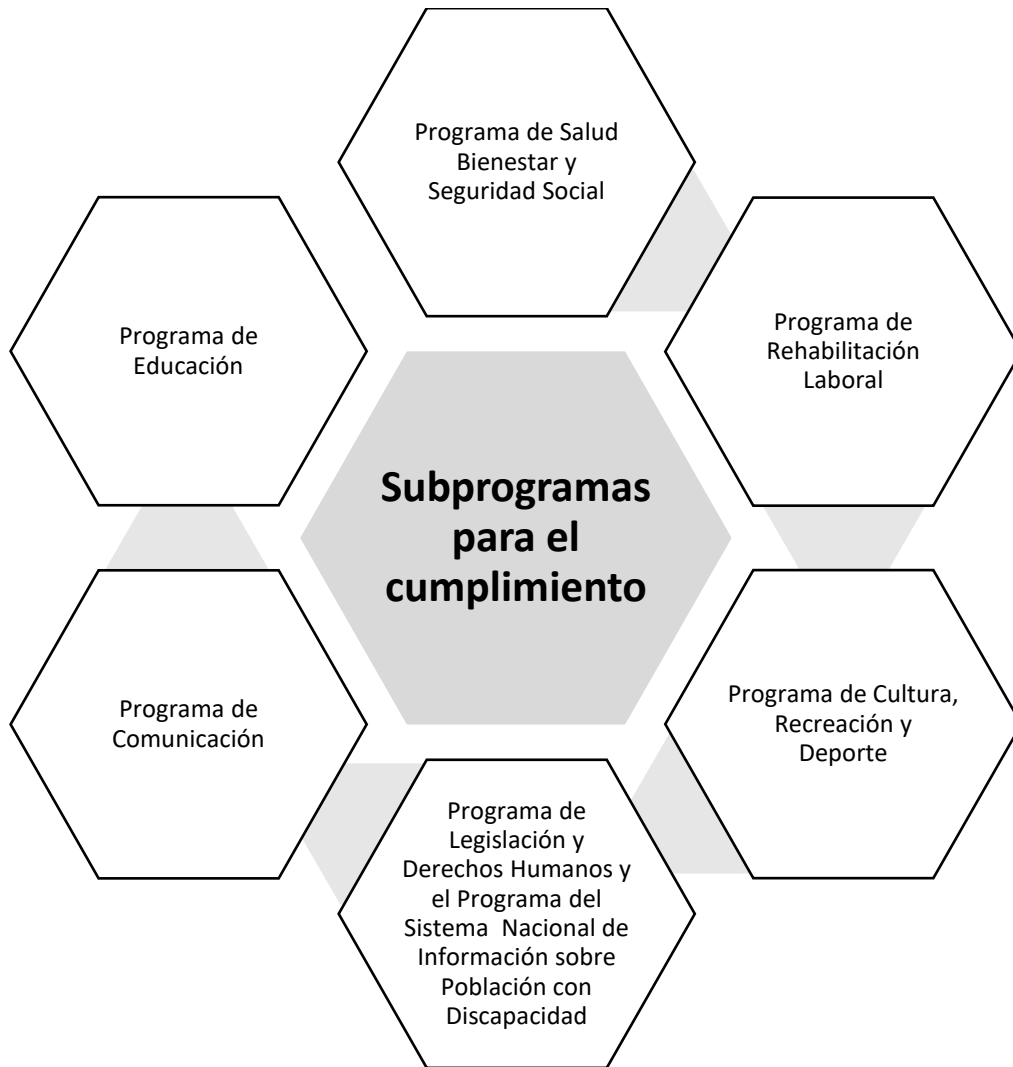 Programa de Salud
Bienestar y
Seguridad Social
Programa de
Rehabilitación
Laboral
Programa de Cultura,
Recreación y
Deporte
Programa de
Legislación y
Derechos Humanos y
el Programa del
Sistema  Nacional de
Información sobre
Población con
Discapacidad
Programa de
Comunicación
Programa de
Educación
Subprogramas
para el
cumplimiento